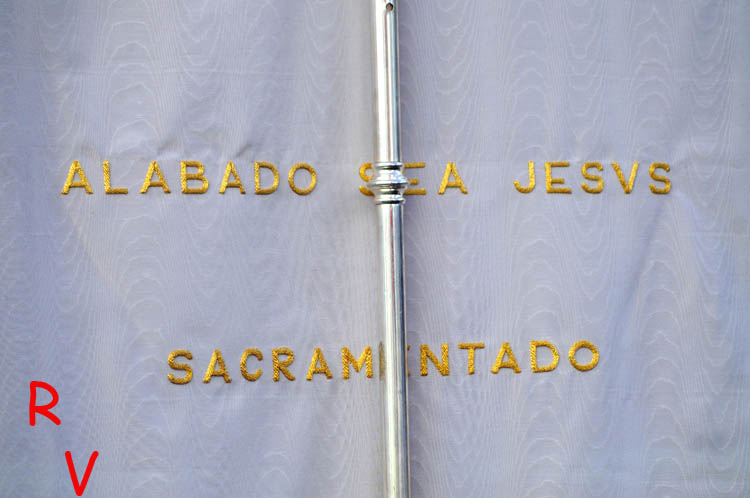 ALABADO SEA JESVS
SACRAMENTADO
R
V